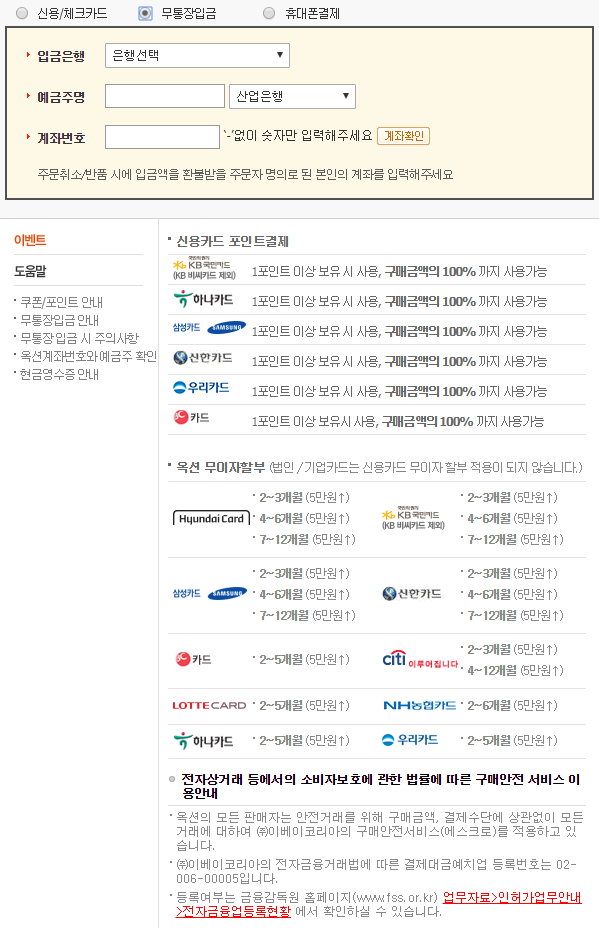 신용/체크카드 무통장입금 휴대폰결제
입금은행 은행선택
예금주명 산업은행
계좌번호 '-'없이 숫자만 입력해주세요 계좌확인
주문취소/반품 시에 입금액을 환불받을 주문자 명의로 된 본인의 계좌를 입력해주세요
이벤트
도움말
쿠폰/포인트 안내
무통장입금 안내
무통장 입금 시 주의사항
옥션계좌번호와 예금주 확인
현금영수증 안내
신용카드 포인트결제
국민의 권리
KB국민카드
(KB 비씨카드 제외)
1포인트 이상 보유 시 사용, 구매금액의 100% 까지 사용가능
하나카드 1포인트 이상 보유 시 사용, 구매금액의 100% 까지 사용가능
삼성카드 SAMSUNG 1포인트 이상 보유 시 사용, 구매금액의 100% 까지 사용가능
신한카드 1포인트 이상 보유 시 사용, 구매금액의 100% 까지 사용가능
우리카드 1포인트 이상 보유 시 사용, 구매금액의 100% 까지 사용가능
카드 1포인트 이상 보유시 사용, 구매금액의 100% 까지 사용가능
옥션 무이자할부 (법인 /기업카드는 신용카드 무이자 할부 적용이 되지 않습니다.)
HyundaiCard
2~3개월 (5만원↑)
4~6개월 (5만원↑)
7~12개월 (5만원↑)
국민의 권리
KB국민카드
(KB 비씨카드 제외)
2~3개월 (5만원↑)
4~6개월 (5만원↑)
7~12개월 (5만원↑)
삼성카드 SAMSUNG
2~3개월 (5만원↑)
4~6개월 (5만원↑)
7~12개월 (5만원↑)
신한카드
2~3개월 (5만원↑)
4~6개월 (5만원↑)
7~12개월 (5만원↑)
카드 2~5개월 (5만원↑)
citi 이루어집니다
2~3개월 (5만원↑)
4~12개월 (5만원↑)
LOTTECARD 2~5개월 (5만원↑)
NH농협카드 2~6개월 (5만원↑)
하나카드 2~5개월 (5만원↑)
우리카드 2~5개월 (5만원↑)
전자상거래 등에서의 소비자보호에 관한 법률에 따른 구매안전 서비스 이
용안내
옥션의 모든 판매자는 안전거래를 위해 구매금액, 결제수단에 상관없이 모든
거래에 대하여 ㈜이베이코리아의 구매안전서비스(에스크로)를 적용하고 있
습니다.
㈜이베이코리아의 전자금융거래법에 따른 결제대금예치업 등록번호는 02-
006-00005입니다.
등록여부는 금융감독원 홈페이지(www.fss.or.kr) 업무자료>인허가업무안내
>전자금융업등록현황 에서 확인하실 수 있습니다.